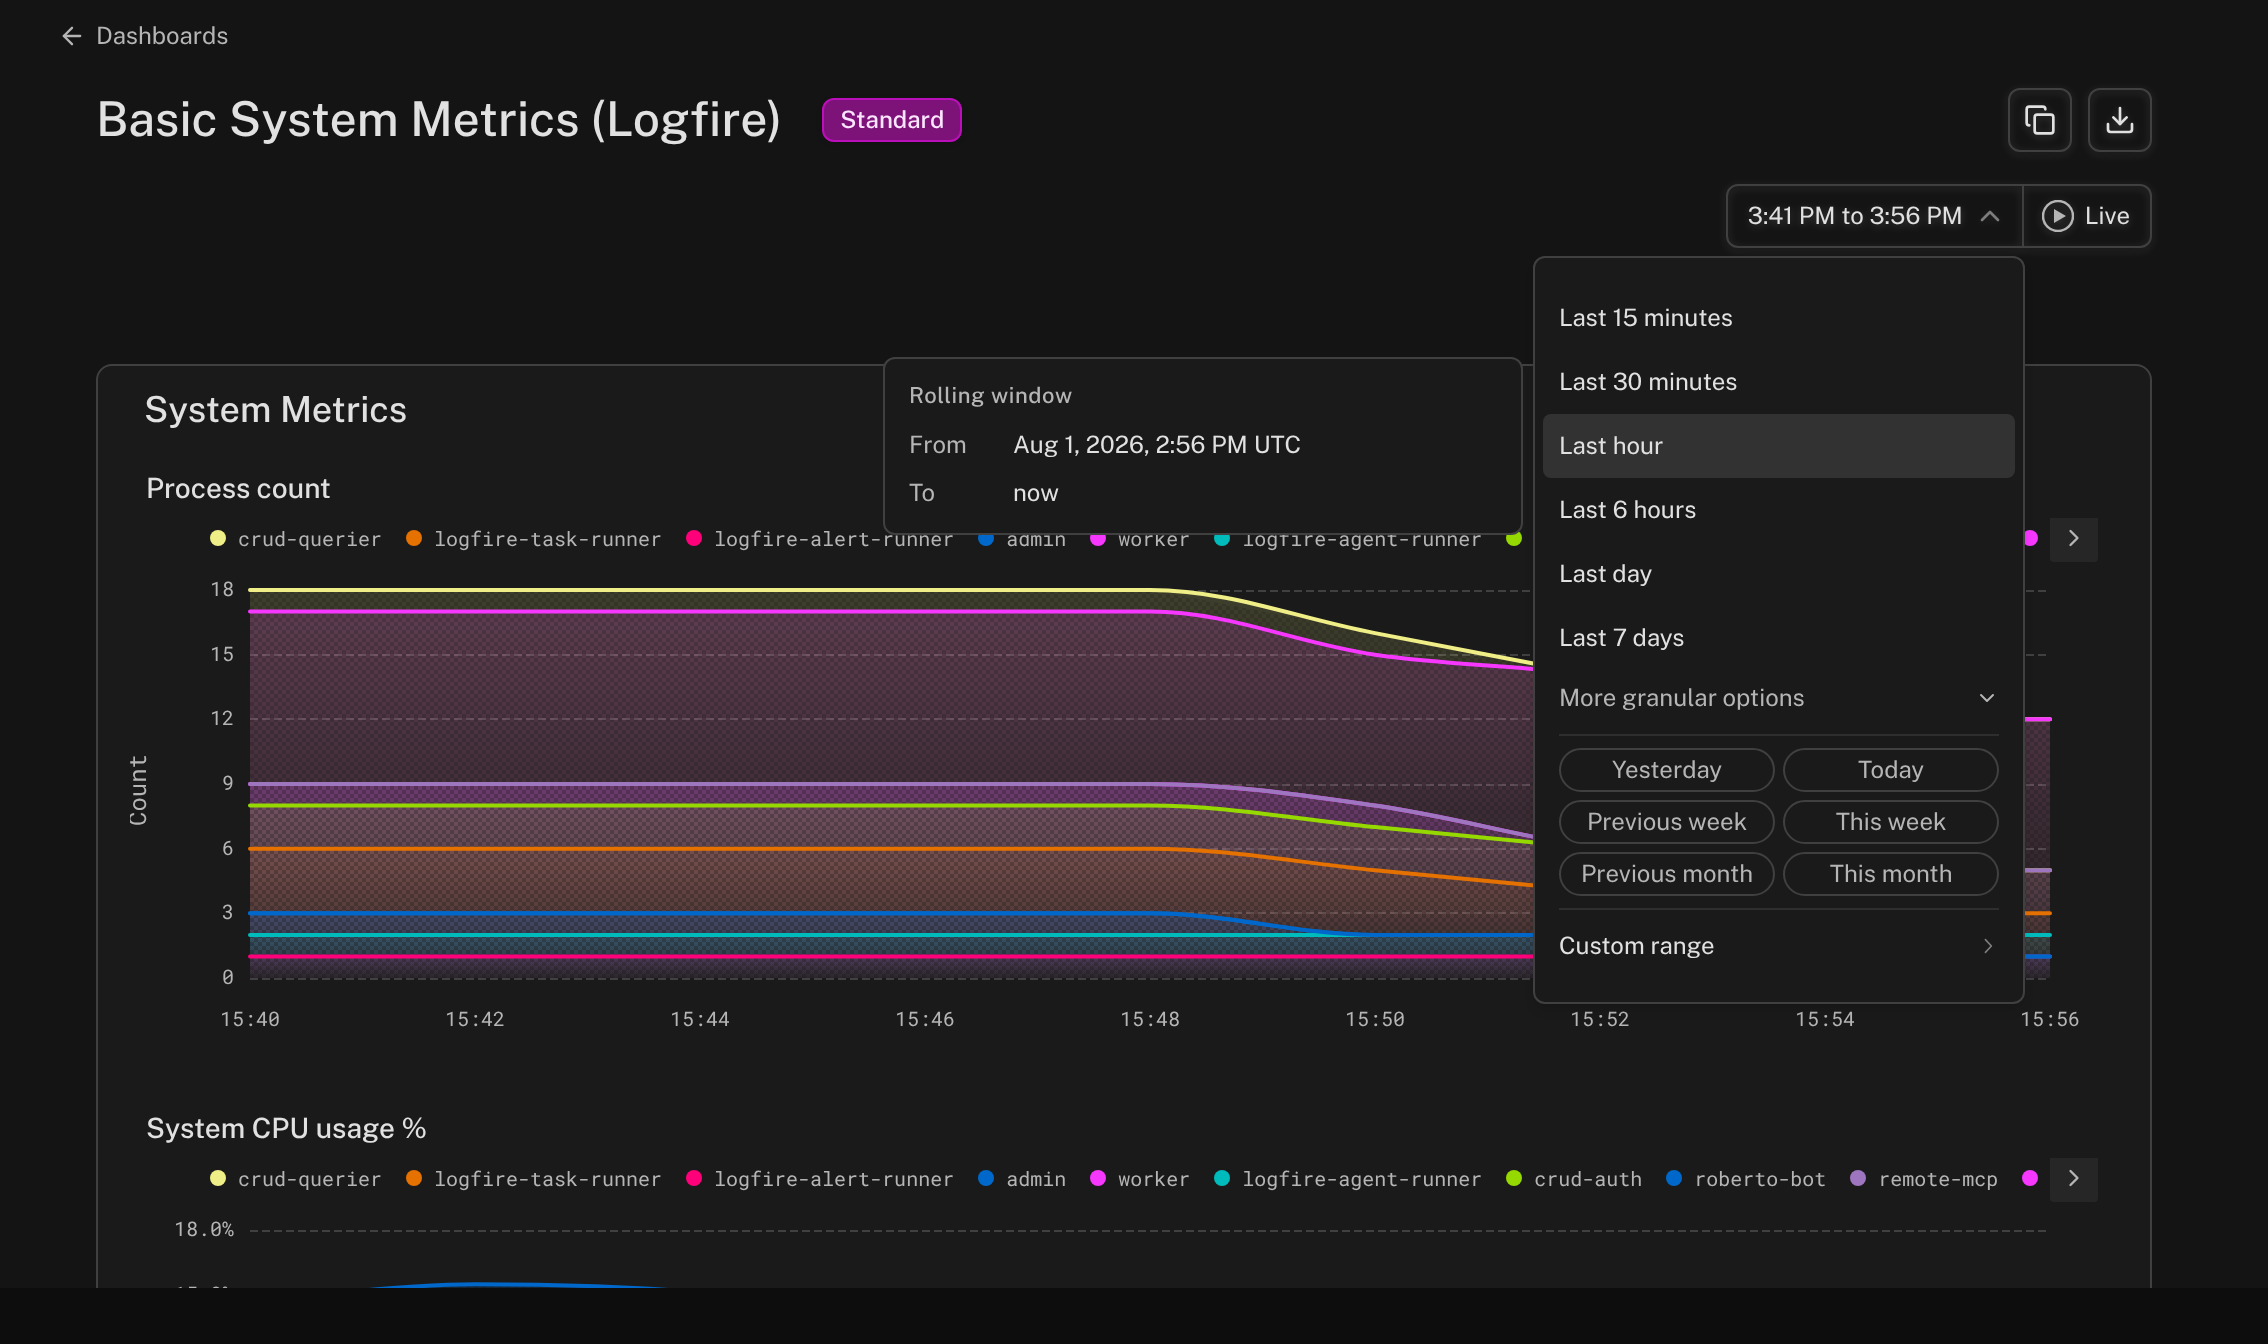 Dashboards
Basic System Metrics (Logfire)
Standard
3:41 PM to 3:56 PM
Live
Last 15 minutes
Last 30 minutes
Last hour
Last 6 hours
Last day
Last 7 days
More granular options
Yesterday
Today
Previous week
This week
Previous month
This month
Custom range
Rolling window
From Aug 1, 2026, 2:56 PM UTC
To now
System Metrics
Process count
crud-querier logfire-task-runner logfire-alert-runner admin worker logfire-agent-runner
18
15
12
9
6
3
0
Count
15:40 15:42 15:44 15:46 15:48 15:50 15:52 15:54 15:56
System CPU usage %
crud-querier logfire-task-runner logfire-alert-runner admin worker logfire-agent-runner crud-auth roberto-bot remote-mcp
18.0%